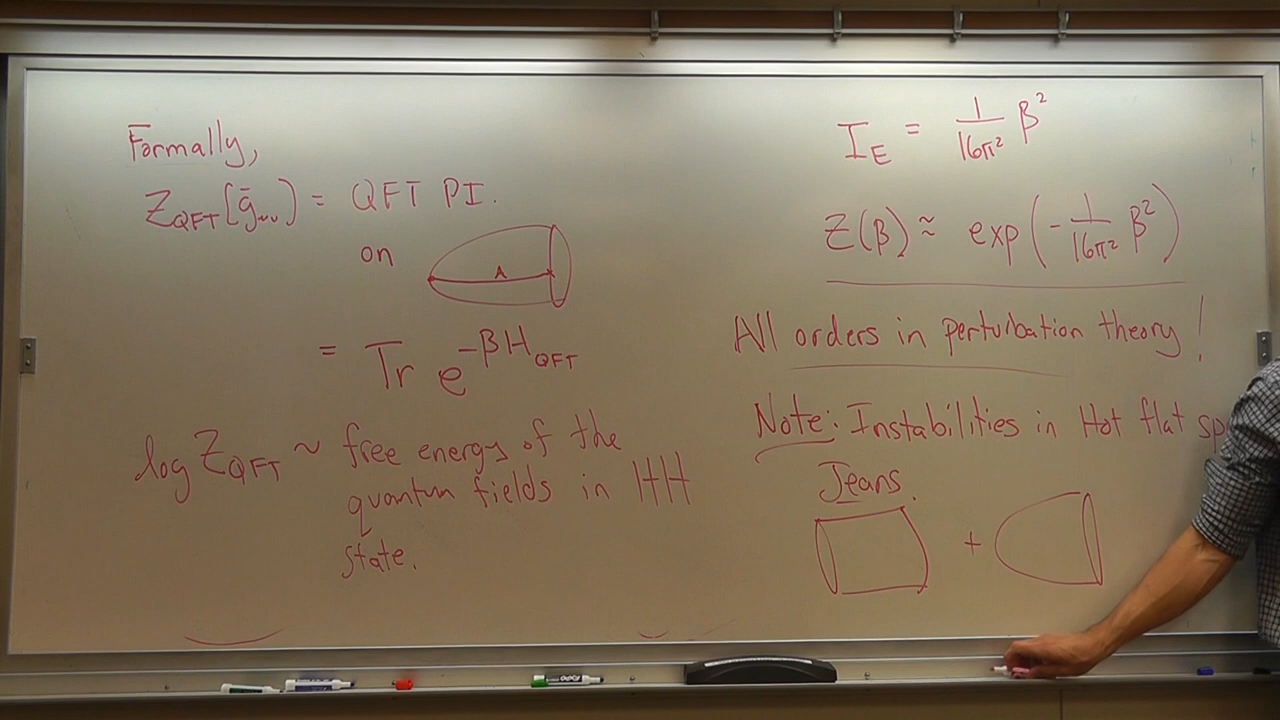 Formally,
Z_QFT[ḡ_μν] = QFT PI.
on
A
= Tr e^{-βH_QFT}
log Z_QFT ~ free energy of the
quantum fields in HH
state.
I_E = 1/16π² β²
Z(β) ≈ exp(-1/16π² β²)
All orders in perturbation theory!
Note: Instabilities in Hot flat sp
Jeans.
+